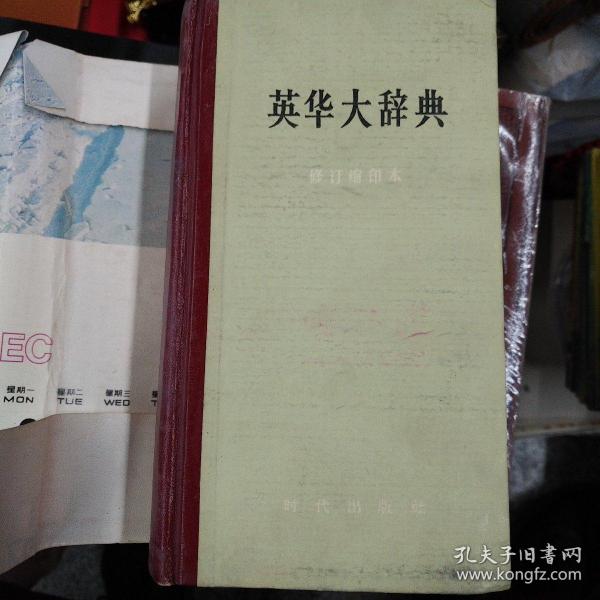 英华大辞典
修订缩印本
时代出版社
EC
星期一 星期二 星期三
MON TUE WED T
孔夫子旧书网
www.kongfz.com